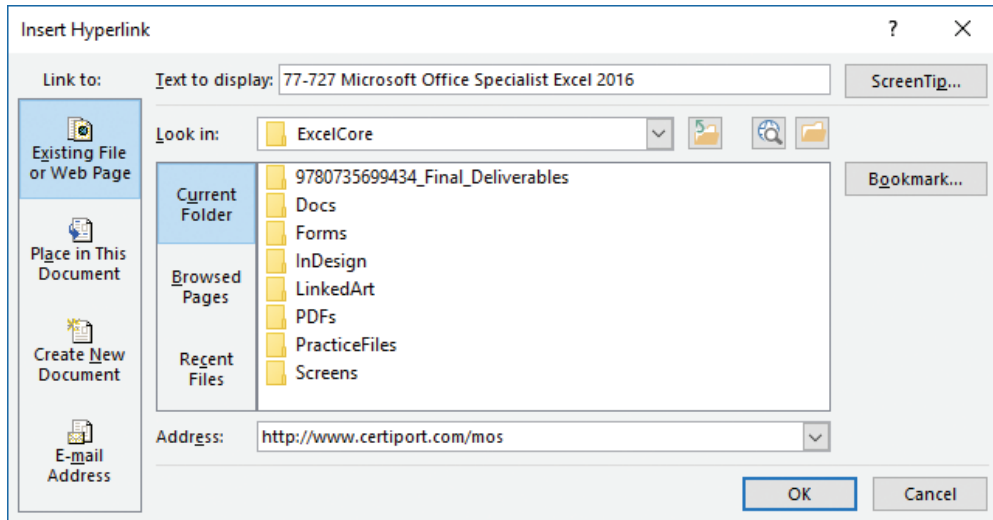 Insert Hyperlink
?
Link to:
Text to display: 77-727 Microsoft Office Specialist Excel 2016
ScreenTip...
Existing File
or Web Page
Place in This
Document
Create New
Document
E-mail
Address
Look in: ExcelCore
Current
Folder
Browsed
Pages
Recent
Files
9780735699434_Final_Deliverables
Docs
Forms
InDesign
LinkedArt
PDFs
PracticeFiles
Screens
Bookmark...
Address: http://www.certiport.com/mos
OK
Cancel